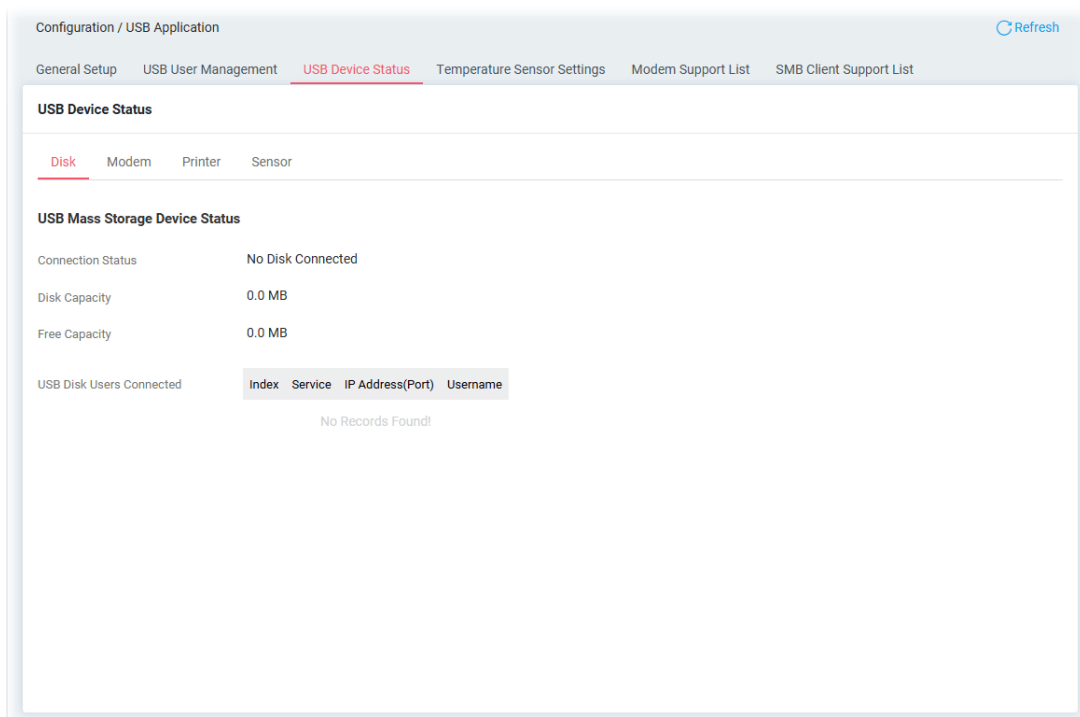 Configuration / USB Application
Refresh
General Setup USB User Management USB Device Status Temperature Sensor Settings Modem Support List SMB Client Support List
USB Device Status
Disk Modem Printer Sensor
USB Mass Storage Device Status
Connection Status No Disk Connected
Disk Capacity 0.0 MB
Free Capacity 0.0 MB
USB Disk Users Connected Index Service IP Address(Port) Username
No Records Found!